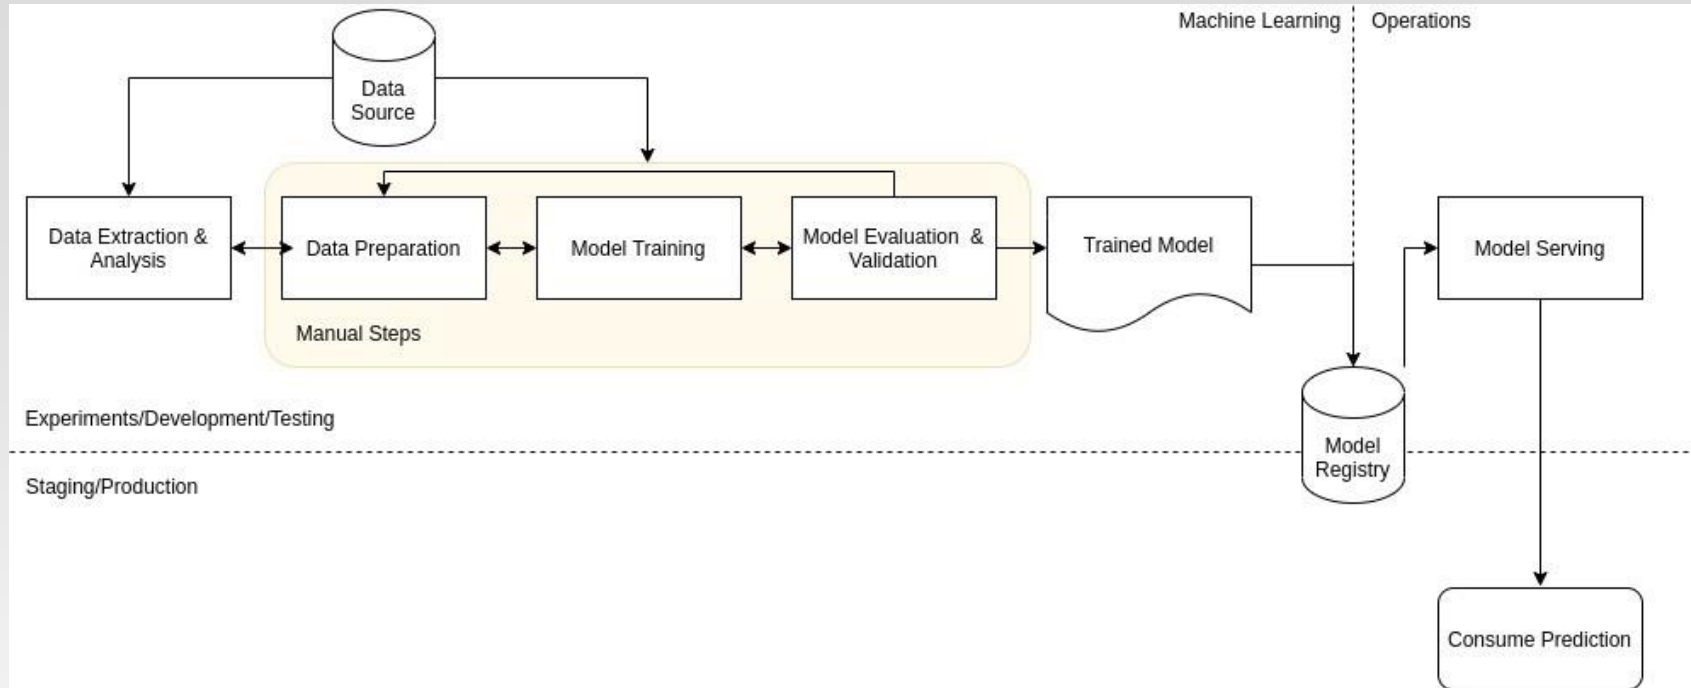 Machine Learning
Operations
Data
Source
Data Extraction &
Analysis
Data Preparation
Model Training
Model Evaluation &
Validation
Trained Model
Model Serving
Manual Steps
Experiments/Development/Testing
Model
Registry
Staging/Production
Consume Prediction